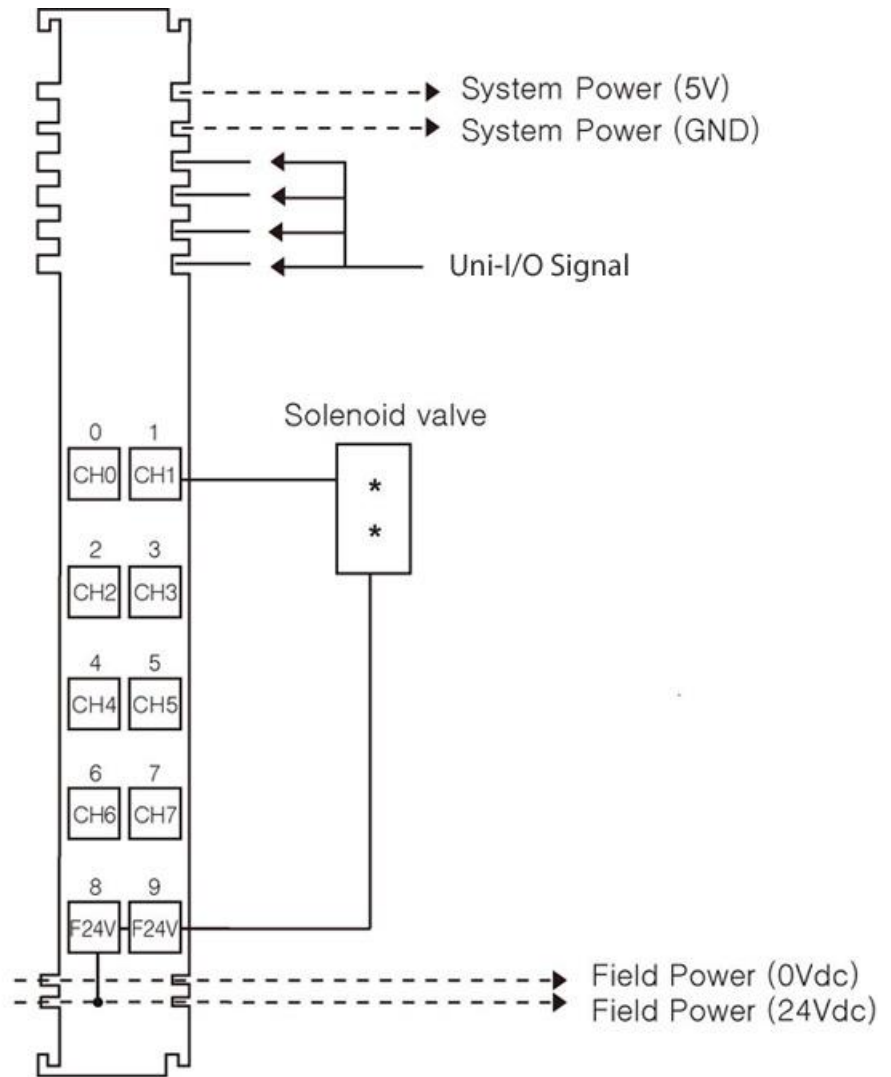 System Power (5V)
System Power (GND)
Uni-I/O Signal
Solenoid valve
*
*
0 1
CH0 CH1
2 3
CH2 CH3
4 5
CH4 CH5
6 7
CH6 CH7
8 9
F24V F24V
Field Power (0Vdc)
Field Power (24Vdc)